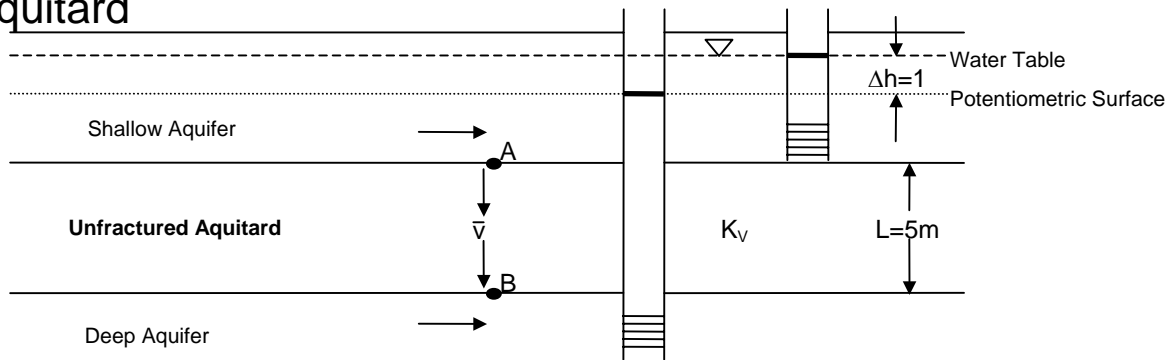 quitard
Water Table
Δh=1
Potentiometric Surface
Shallow Aquifer
A
Unfractured Aquitard
v̄
K_V
L=5m
B
Deep Aquifer